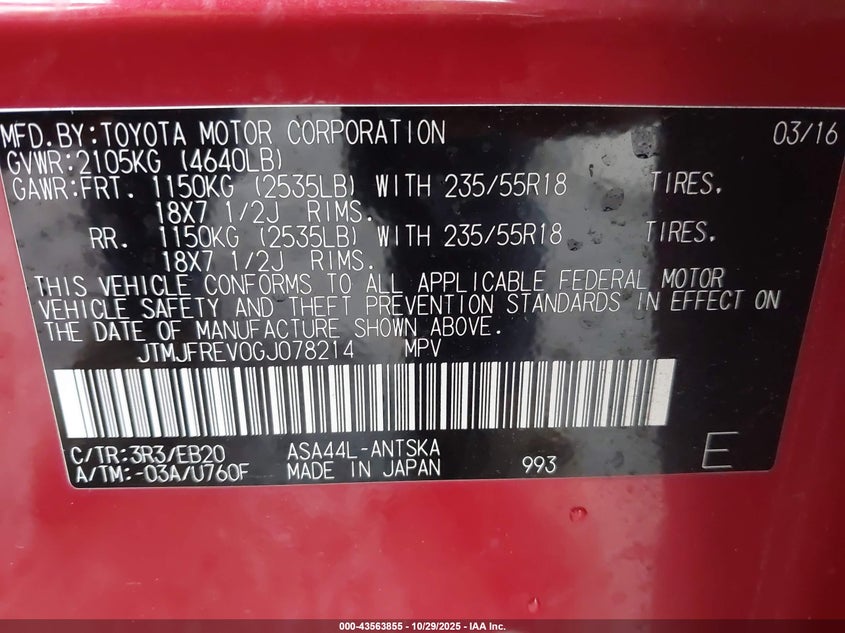 MFD.BY:TOYOTA MOTOR CORPORATION 03/16
GVWR:2105KG (4640LB)
GAWR:FRT. 1150KG (2535LB) WITH 235/55R18 TIRES.
18X7 1/2J RIMS.
RR. 1150KG (2535LB) WITH 235/55R18 TIRES.
18X7 1/2J RIMS.
THIS VEHICLE CONFORMS TO ALL APPLICABLE FEDERAL MOTOR
VEHICLE SAFETY AND THEFT PREVENTION STANDARDS IN EFFECT ON
THE DATE OF MANUFACTURE SHOWN ABOVE.
JTMJFREV0GJ078214 MPV
C/TR:3R3/EB20 ASA44L-ANTSKA
A/TM:-03A/U760F MADE IN JAPAN 993 E
000-43563855 | 10/29/2025 - IAA Inc.